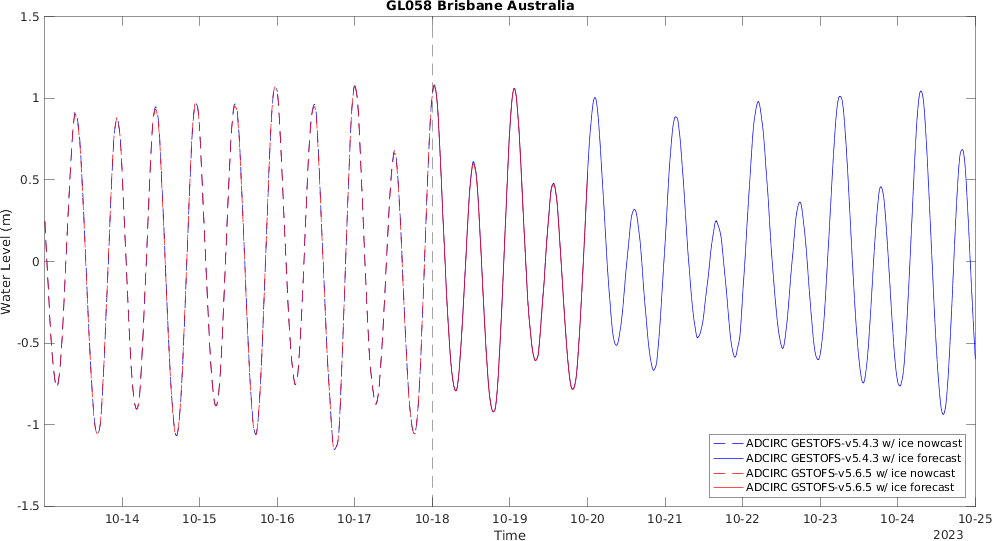 GL058 Brisbane Australia
1.5
1
0.5
0
-0.5
-1
-1.5
Water Level (m)
10-14 10-15 10-16 10-17 10-18 10-19 10-20 10-21 10-22 10-23 10-24 10-25
Time
2023
ADCIRC GESTOFS-v5.4.3 w/ ice nowcast
ADCIRC GESTOFS-v5.4.3 w/ ice forecast
ADCIRC GSTOFS-v5.6.5 w/ ice nowcast
ADCIRC GSTOFS-v5.6.5 w/ ice forecast